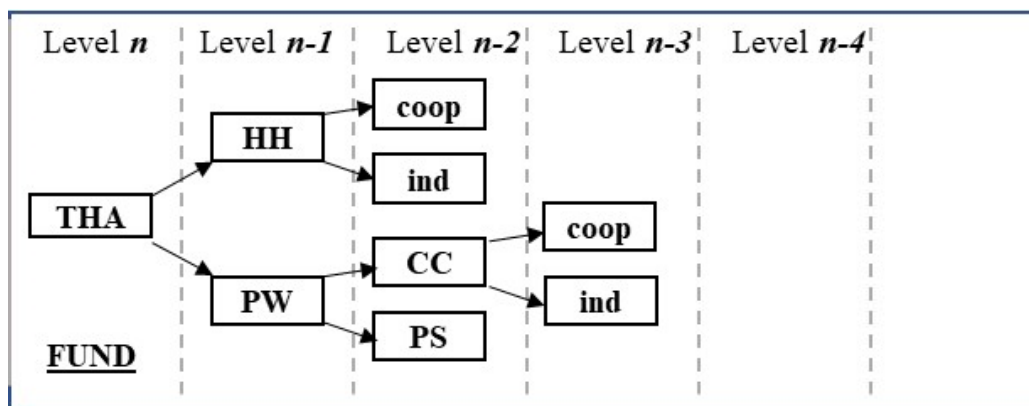 Level n
Level n-1
Level n-2
Level n-3
Level n-4
coop
HH
ind
THA
coop
CC
PW
ind
PS
FUND